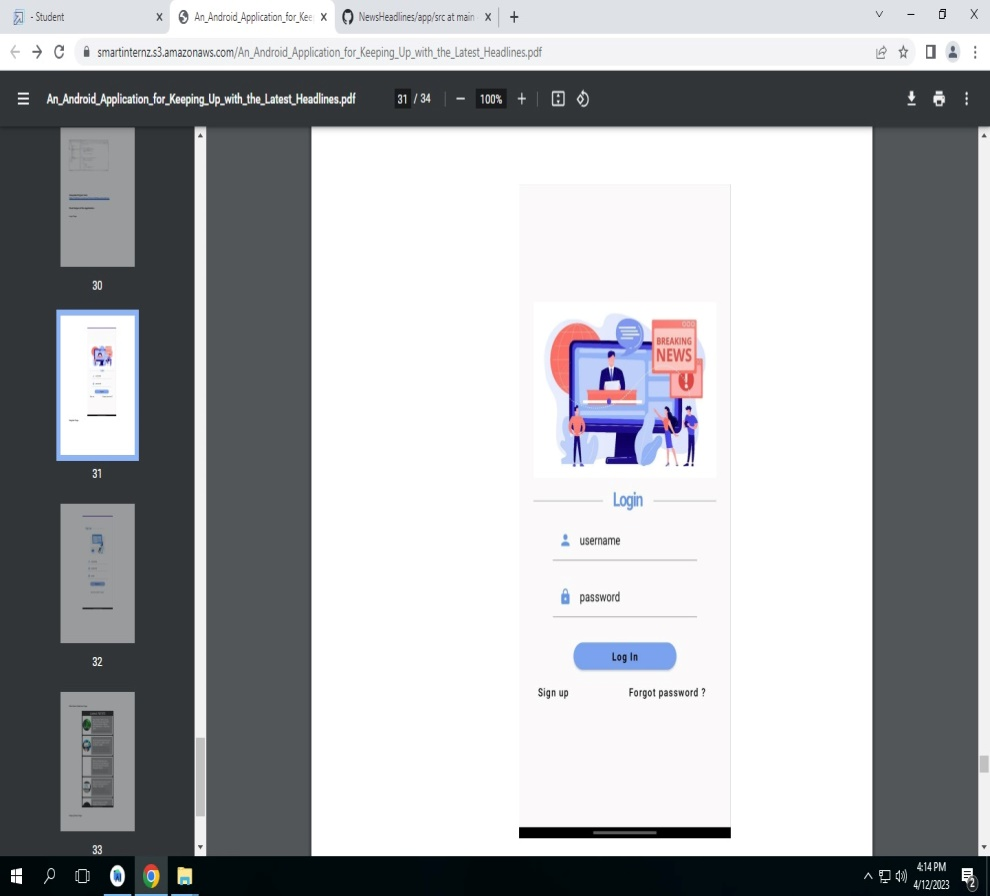 - Student
An_Android_Application_for_Kee
NewsHeadlines/app/src at main
smartinternz.s3.amazonaws.com/An_Android_Application_for_Keeping_Up_with_the_Latest_Headlines.pdf
An_Android_Application_for_Keeping_Up_with_the_Latest_Headlines.pdf
31 / 34
100%
30
31
32
33
BREAKING
NEWS
Login
username
password
Log In
Sign up
Forgot password ?
4:14 PM
4/12/2023
2